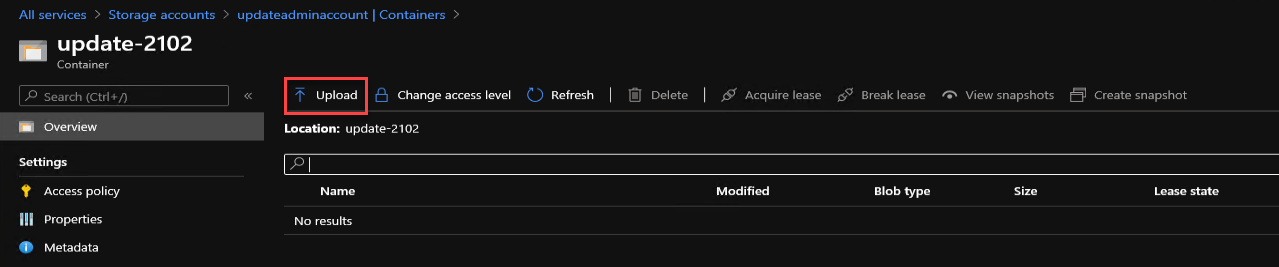 All services > Storage accounts > updateadminaccount | Containers >
update-2102
Container
Search (Ctrl+/) «
Upload Change access level Refresh | Delete | Acquire lease Break lease View snapshots Create snapshot
Overview
Location: update-2102
Settings
Name Modified Blob type Size Lease state
Access policy
No results
Properties
Metadata